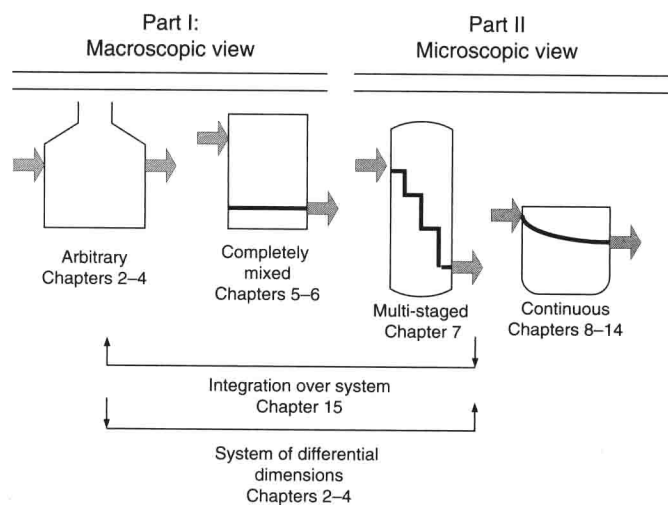 Part I:
Macroscopic view
Part II
Microscopic view
Arbitrary
Chapters 2–4
Completely
mixed
Chapters 5–6
Multi-staged
Chapter 7
Continuous
Chapters 8–14
Integration over system
Chapter 15
System of differential
dimensions
Chapters 2–4